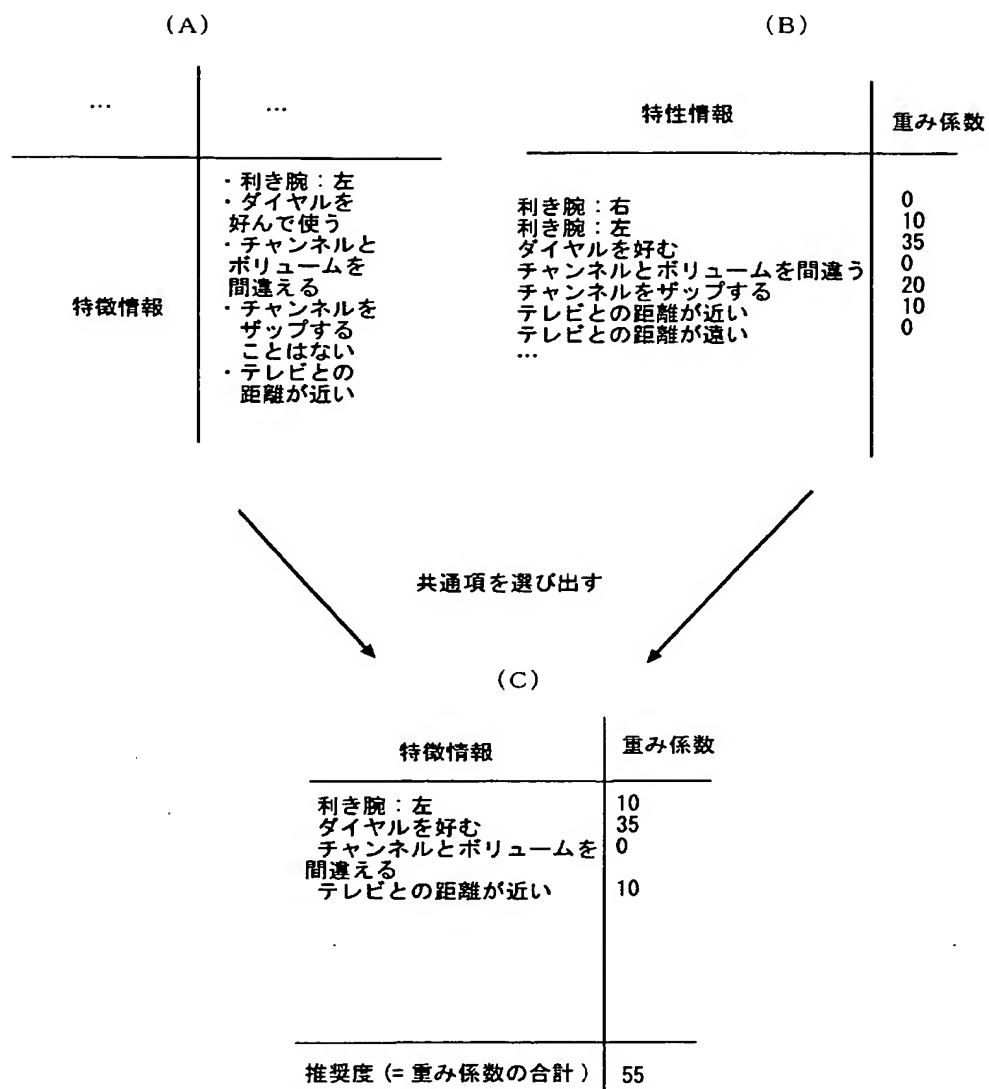 (A)
…
…
特徴情報
・利き腕：左
・ダイヤルを
好んで使う
・チャンネルと
ボリュームを
間違える
・チャンネルを
ザップする
ことはない
・テレビとの
距離が近い
(B)
特性情報
重み係数
利き腕：右
0
利き腕：左
10
ダイヤルを好む
35
チャンネルとボリュームを間違う
0
チャンネルをザップする
20
テレビとの距離が近い
10
テレビとの距離が遠い
0
…
共通項を選び出す
(C)
特徴情報
重み係数
利き腕：左
10
ダイヤルを好む
35
チャンネルとボリュームを
0
間違える
テレビとの距離が近い
10
推奨度 (= 重み係数の合計 )
55